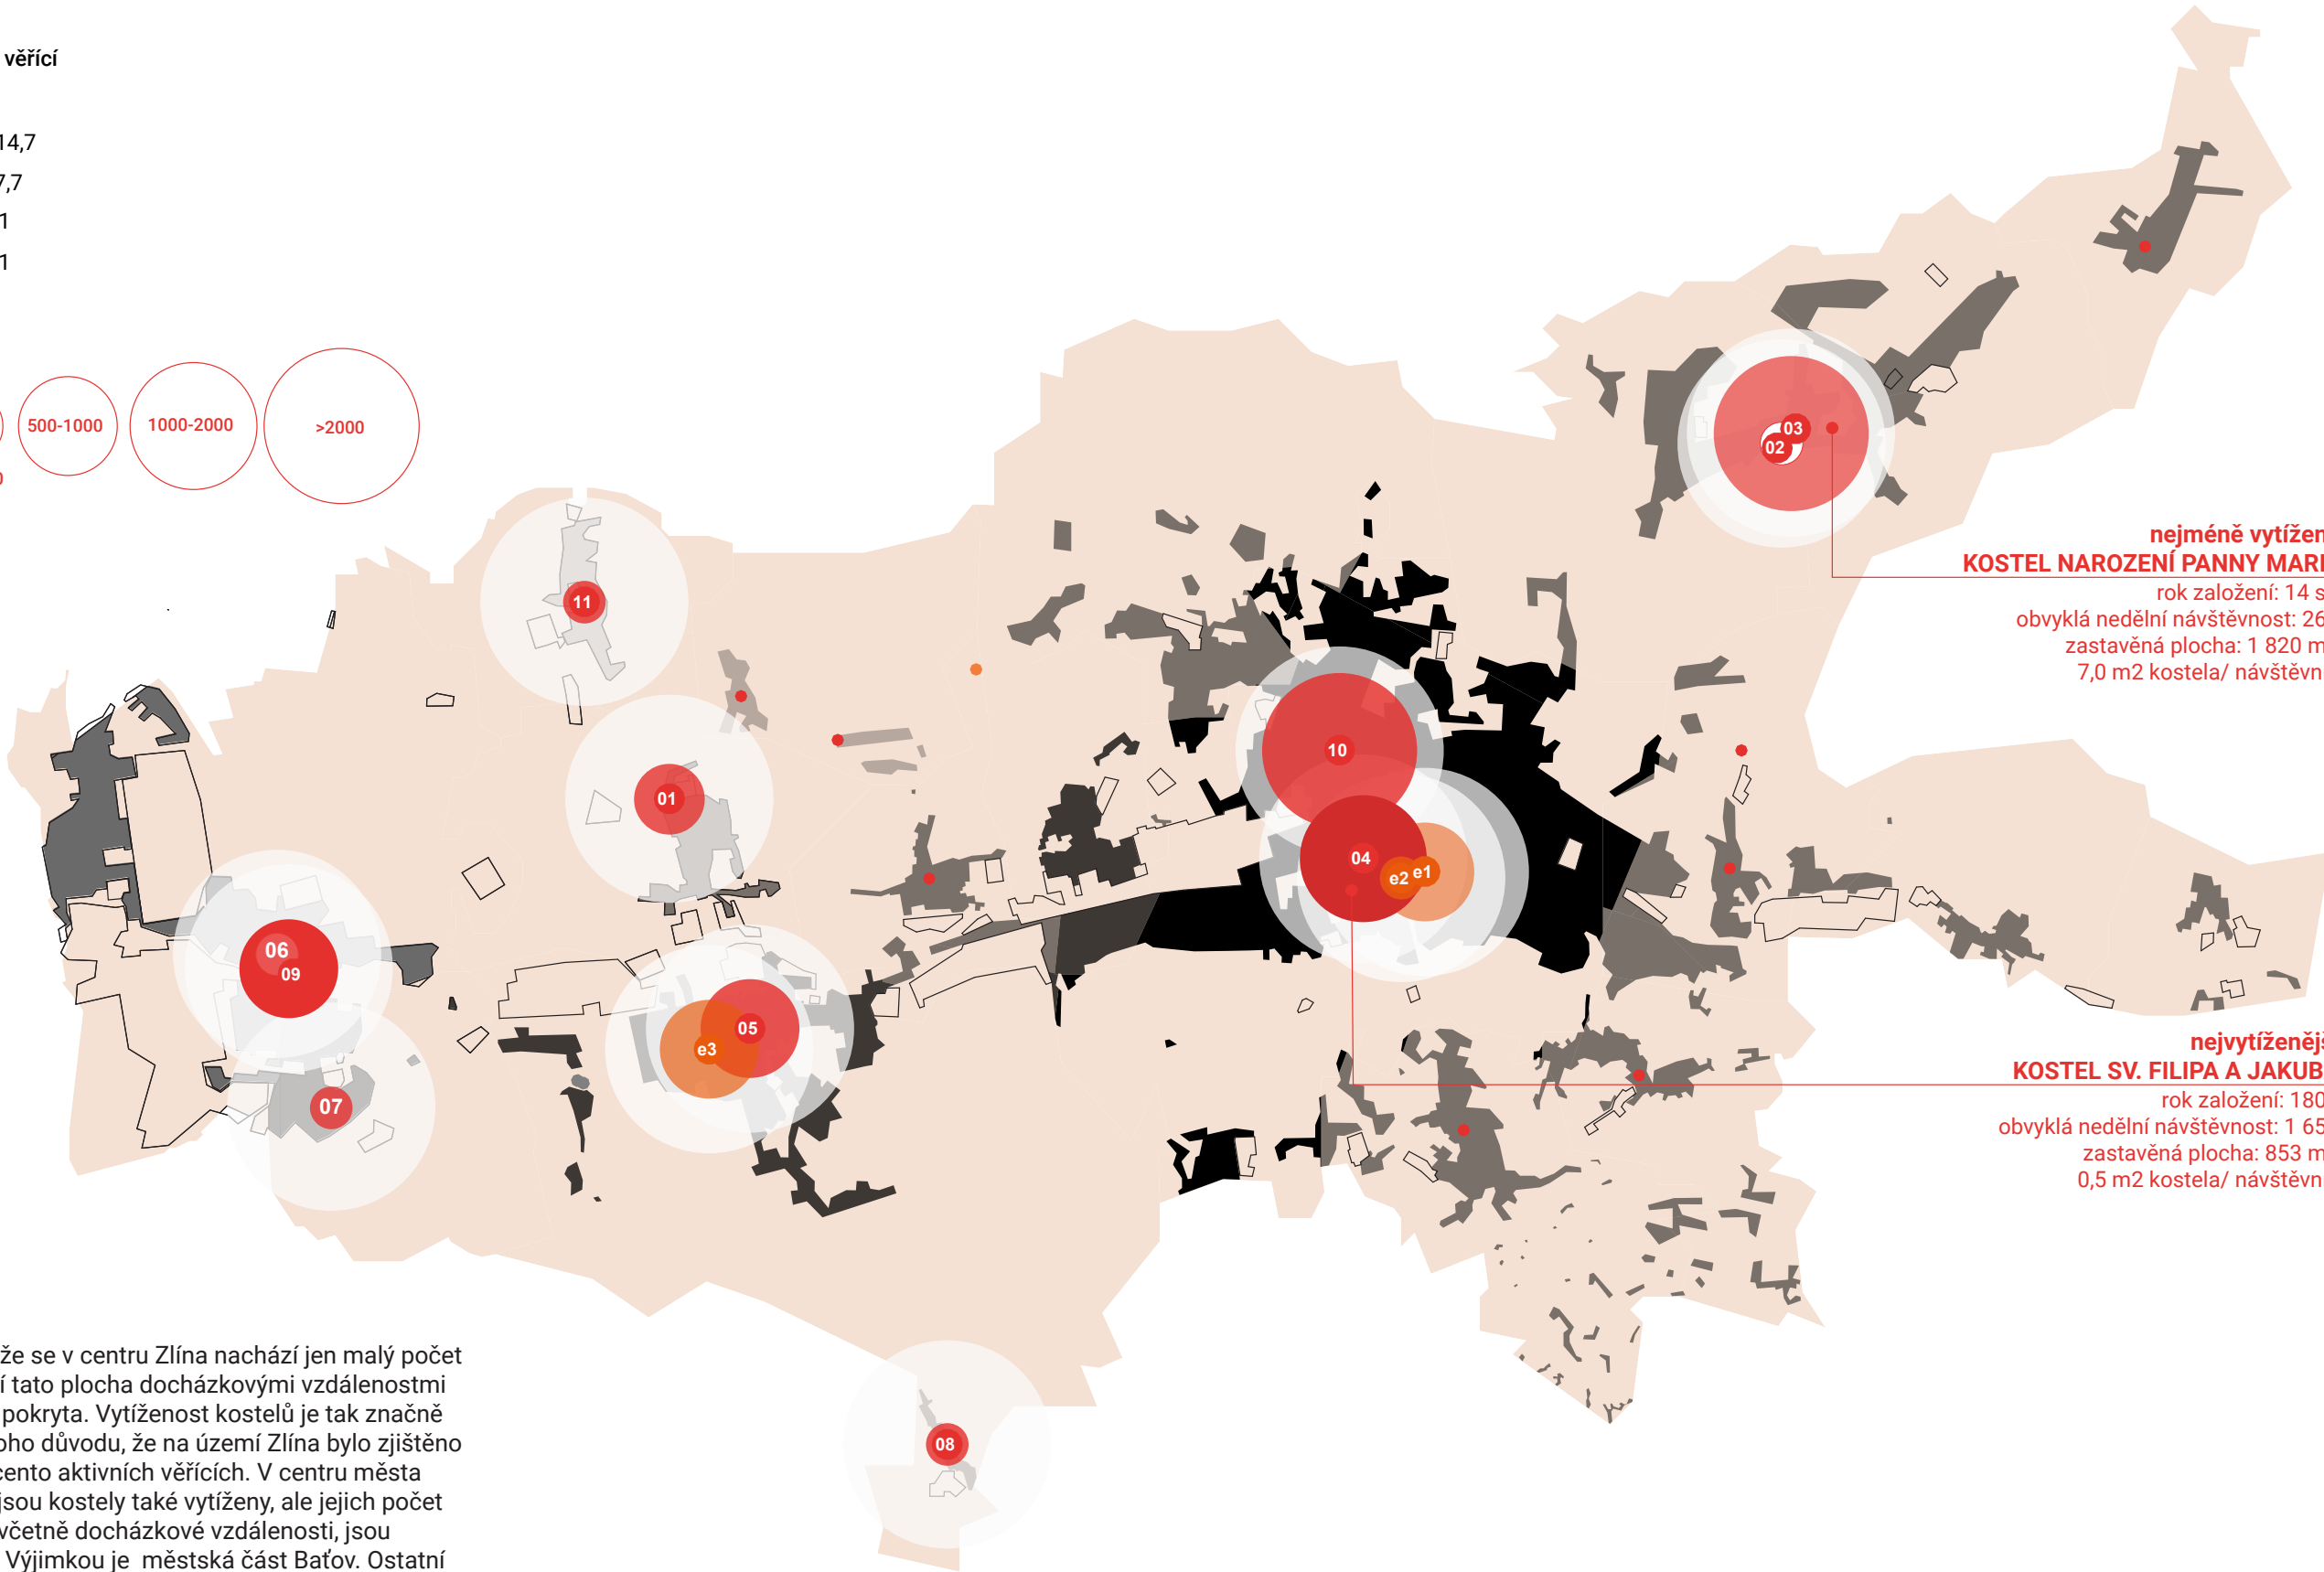 věřící
14,7
7,7
1
1
500-1000
1000-2000
>2000
03
02
nejméně vytížen
KOSTEL NAROZENÍ PANNY MARI
rok založení: 14 s
obvyklá nedělní návštěvnost: 26
zastavěná plocha: 1 820 m
7,0 m2 kostela/ návštěvn
11
10
01
04
e2
e1
06
09
05
e3
07
nejvytíženějš
KOSTEL SV. FILIPA A JAKUB
rok založení: 180
obvyklá nedělní návštěvnost: 1 65
zastavěná plocha: 853 m
0,5 m2 kostela/ návštěvn
08
že se v centru Zlína nachází jen malý počet
í tato plocha docházkovými vzdálenostmi
pokryta. Vytíženost kostelů je tak značně
oho důvodu, že na území Zlína bylo zjištěno
cento aktivních věřících. V centru města
jsou kostely také vytíženy, ale jejich počet
včetně docházkové vzdálenosti, jsou
Výjimkou je městská část Baťov. Ostatní